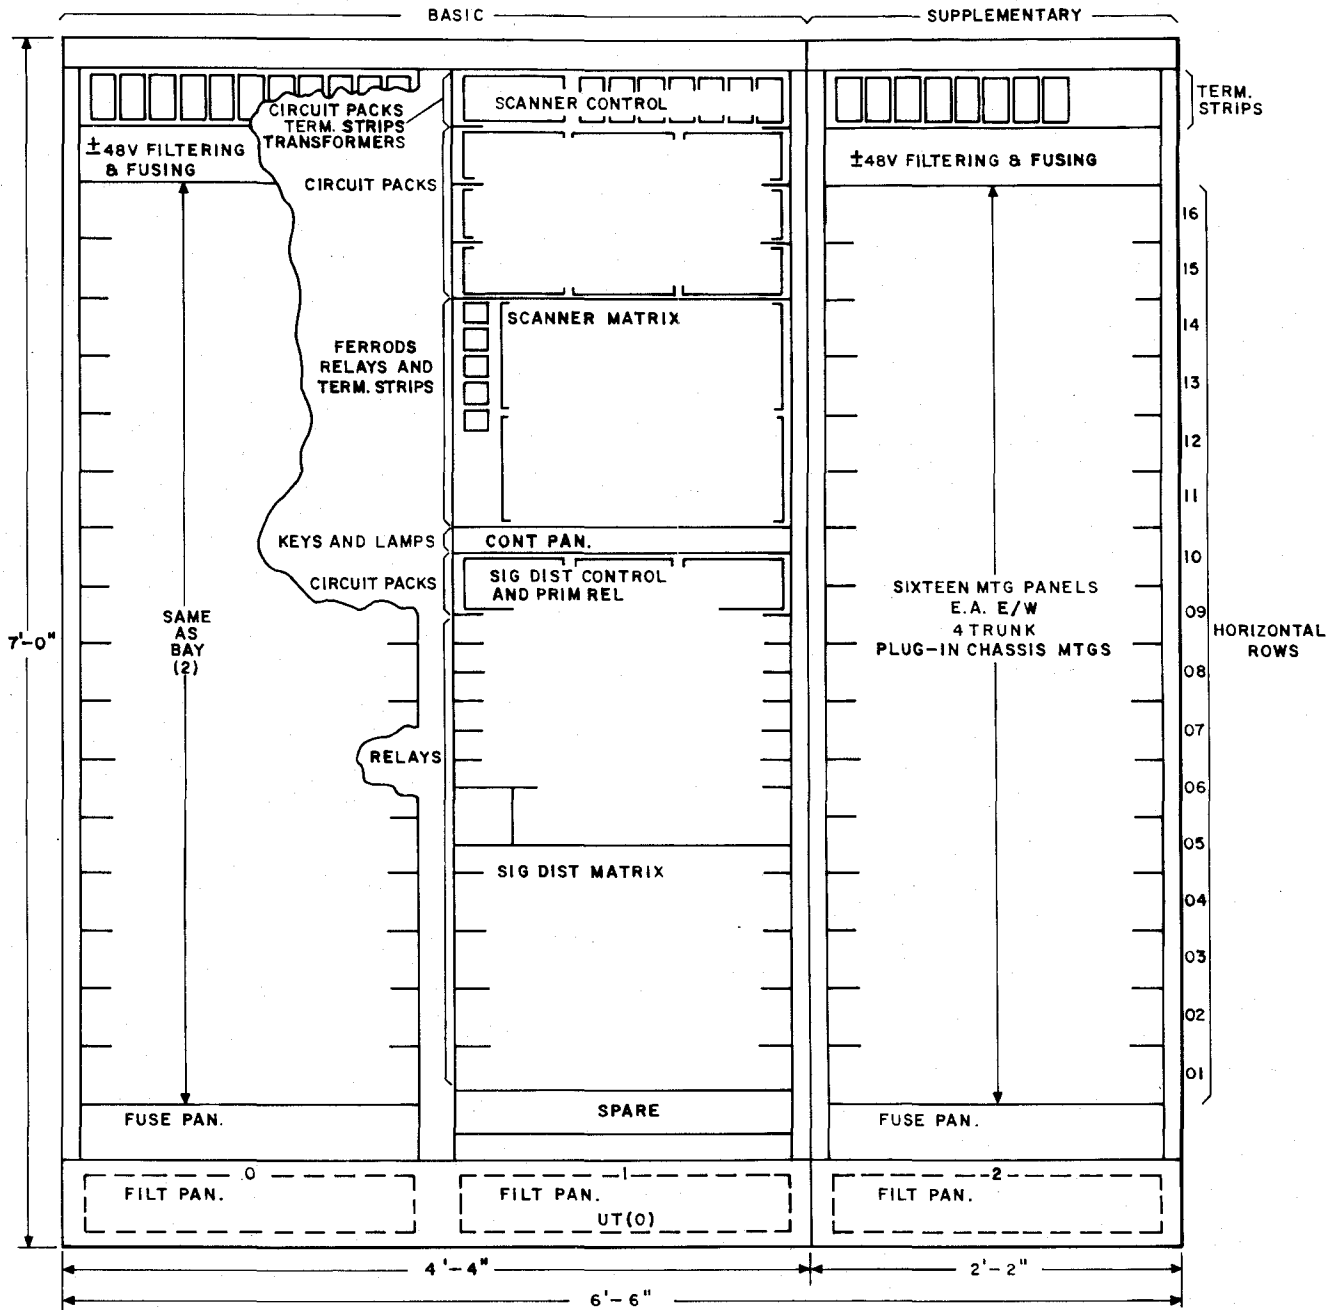 BASIC
SUPPLEMENTARY
SCANNER CONTROL
TERM.
STRIPS
CIRCUIT PACKS
TERM. STRIPS
TRANSFORMERS
±48V FILTERING
& FUSING
±48V FILTERING & FUSING
CIRCUIT PACKS
16
15
SCANNER MATRIX
14
FERRODS
RELAYS AND
TERM. STRIPS
13
12
11
KEYS AND LAMPS
CONT PAN.
10
CIRCUIT PACKS
SIG DIST CONTROL
AND PRIM REL
SIXTEEN MTG PANELS
E.A. E/W
4 TRUNK
PLUG-IN CHASSIS MTGS
09
SAME
AS
BAY
(2)
7'-0"
HORIZONTAL
ROWS
08
07
RELAYS
06
05
SIG DIST MATRIX
04
03
02
01
FUSE PAN.
SPARE
FUSE PAN.
0
1
2
FILT PAN.
FILT PAN.
UT(0)
FILT PAN.
4'-4"
2'-2"
6'-6"